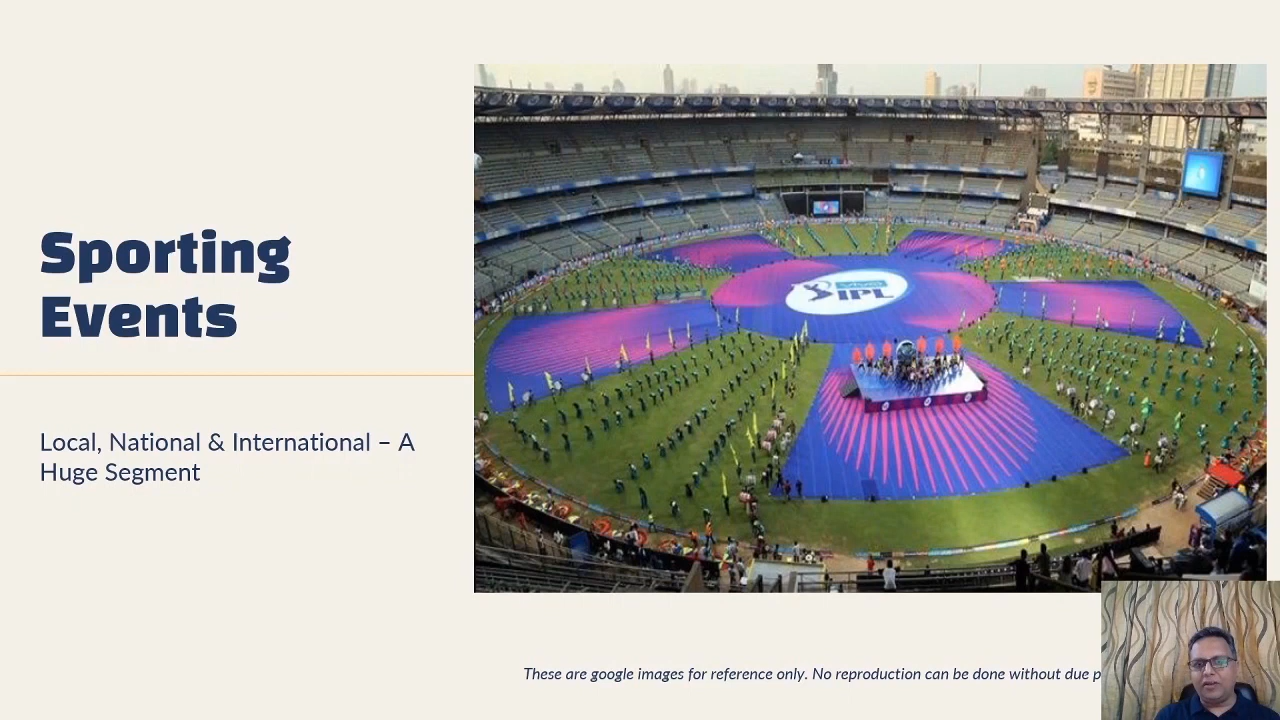 Sporting
Events
Local, National & International – A
Huge Segment
vivo
IPL
These are google images for reference only. No reproduction can be done without due p